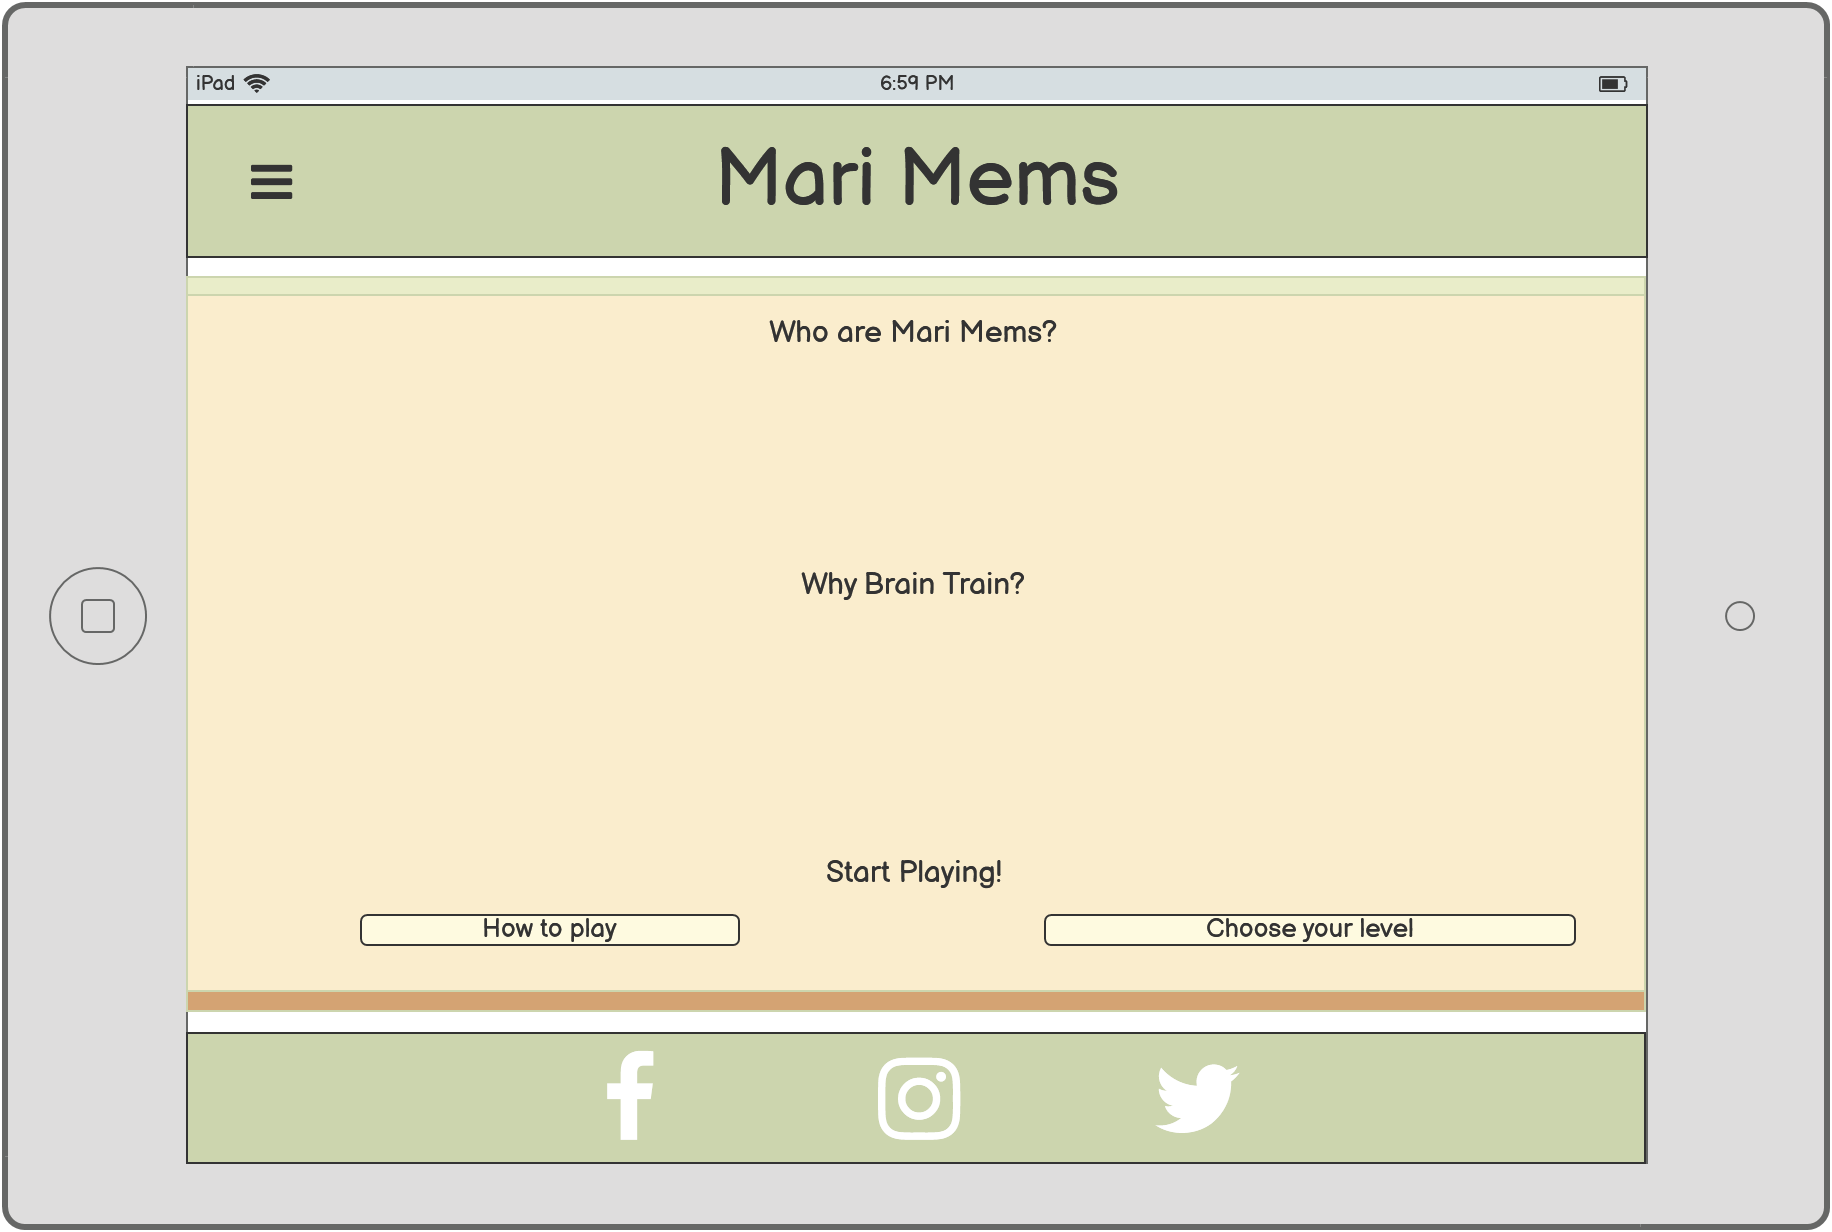 iPad
6:59 PM
Mari Mems
Who are Mari Mems?
Why Brain Train?
Start Playing!
How to play
Choose your level